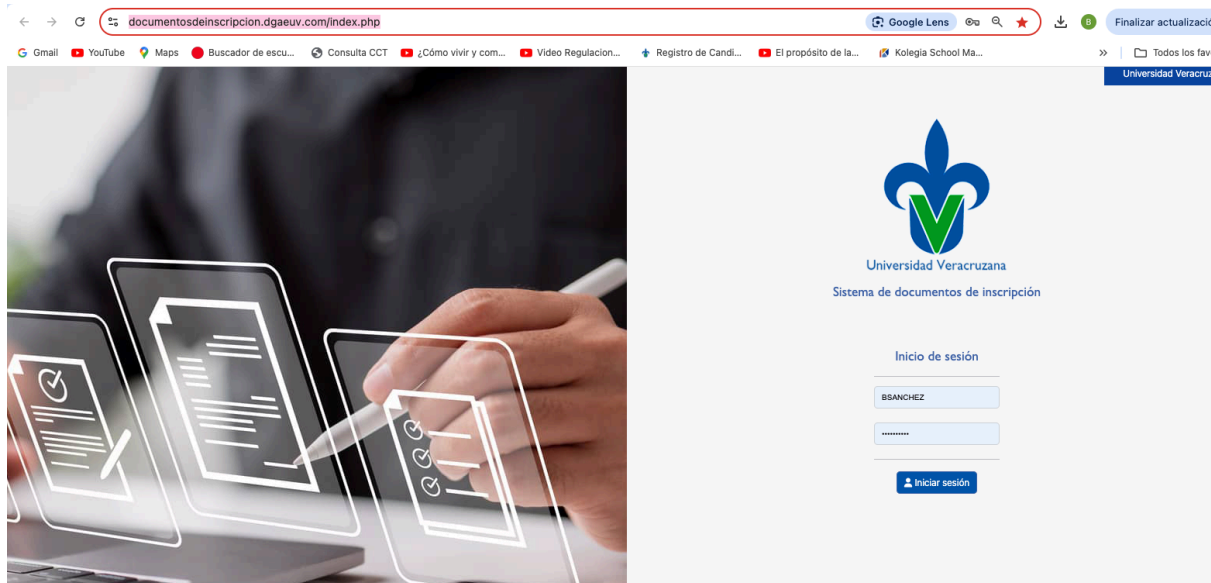 documentosdeinscripcion.dgaeuv.com/index.php
Google Lens
B
Finalizar actualizació
Gmail
YouTube
Maps
Buscador de escu...
Consulta CCT
¿Cómo vivir y com...
Video Regulacion...
Registro de Candi...
El propósito de la...
Kolegia School Ma...
»
Todos los fav
Universidad Veracruz
Universidad Veracruzana
Sistema de documentos de inscripción
Inicio de sesión
BSANCHEZ
••••••••••
Iniciar sesión